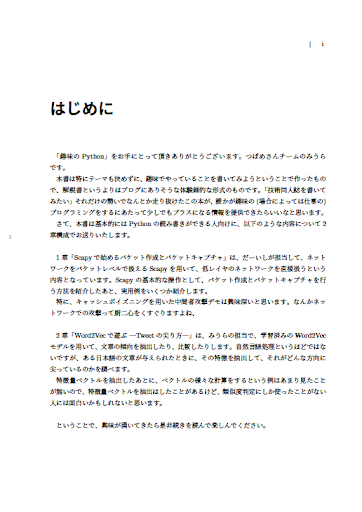 | i
はじめに
「趣味の Python」をお手にとって頂きありがとうございます。つばめさんチームのみうら
です。
本書は特にテーマも決めずに、趣味でやっていることを書いてみようということで作ったもの
で、解説書というよりはブログにありそうな体験録的な形式のものです。「技術同人誌を書いて
みたい」それだけの勢いでなんとか走り抜けたこの本が、誰かが趣味の (場合によっては仕事の)
プログラミングをするにあたって少しでもプラスになる情報を提供できたらいいなと思います。
さて、本書は基本的には Python の読み書きができる人向けに、以下のような内容について 2
章構成でお送りいたします。
1 章「Scapy で始めるパケット作成とパケットキャプチャ」は、だーいしが担当して、ネット
ワークをパケットレベルで扱える Scapy を用いて、低レイヤのネットワークを直接扱うという
内容となっています。Scapy の基本的な操作として、パケット作成とパケットキャプチャを行
う方法を紹介したあと、実用例をいくつか紹介します。
特に、キャッシュポイズニングを用いた中間者攻撃デモは興味深いと思います。なんかネッ
トワークでの攻撃って厨二心をくすぐりますよね。
2 章「Word2Vec で遊ぶ ―Tweet の尖り方―」は、みうらの担当で、学習済みの Word2Vec
モデルを用いて、文章の傾向を抽出したり、比較したりします。自然言語処理というほどではな
いですが、ある日本語の文章が与えられたときに、その特徴を抽出して、それがどんな方向に
尖っているのかを調べます。
特徴量ベクトルを抽出したあとに、ベクトルの様々な計算をするという例はあまり見たこと
が無いので、特徴量ベクトルを抽出はしたことがあるけど、類似度判定にしか使ったことがない
人には面白いかもしれないと思います。
ということで、興味が湧いてきたら是非続きを読んで楽しんでください。